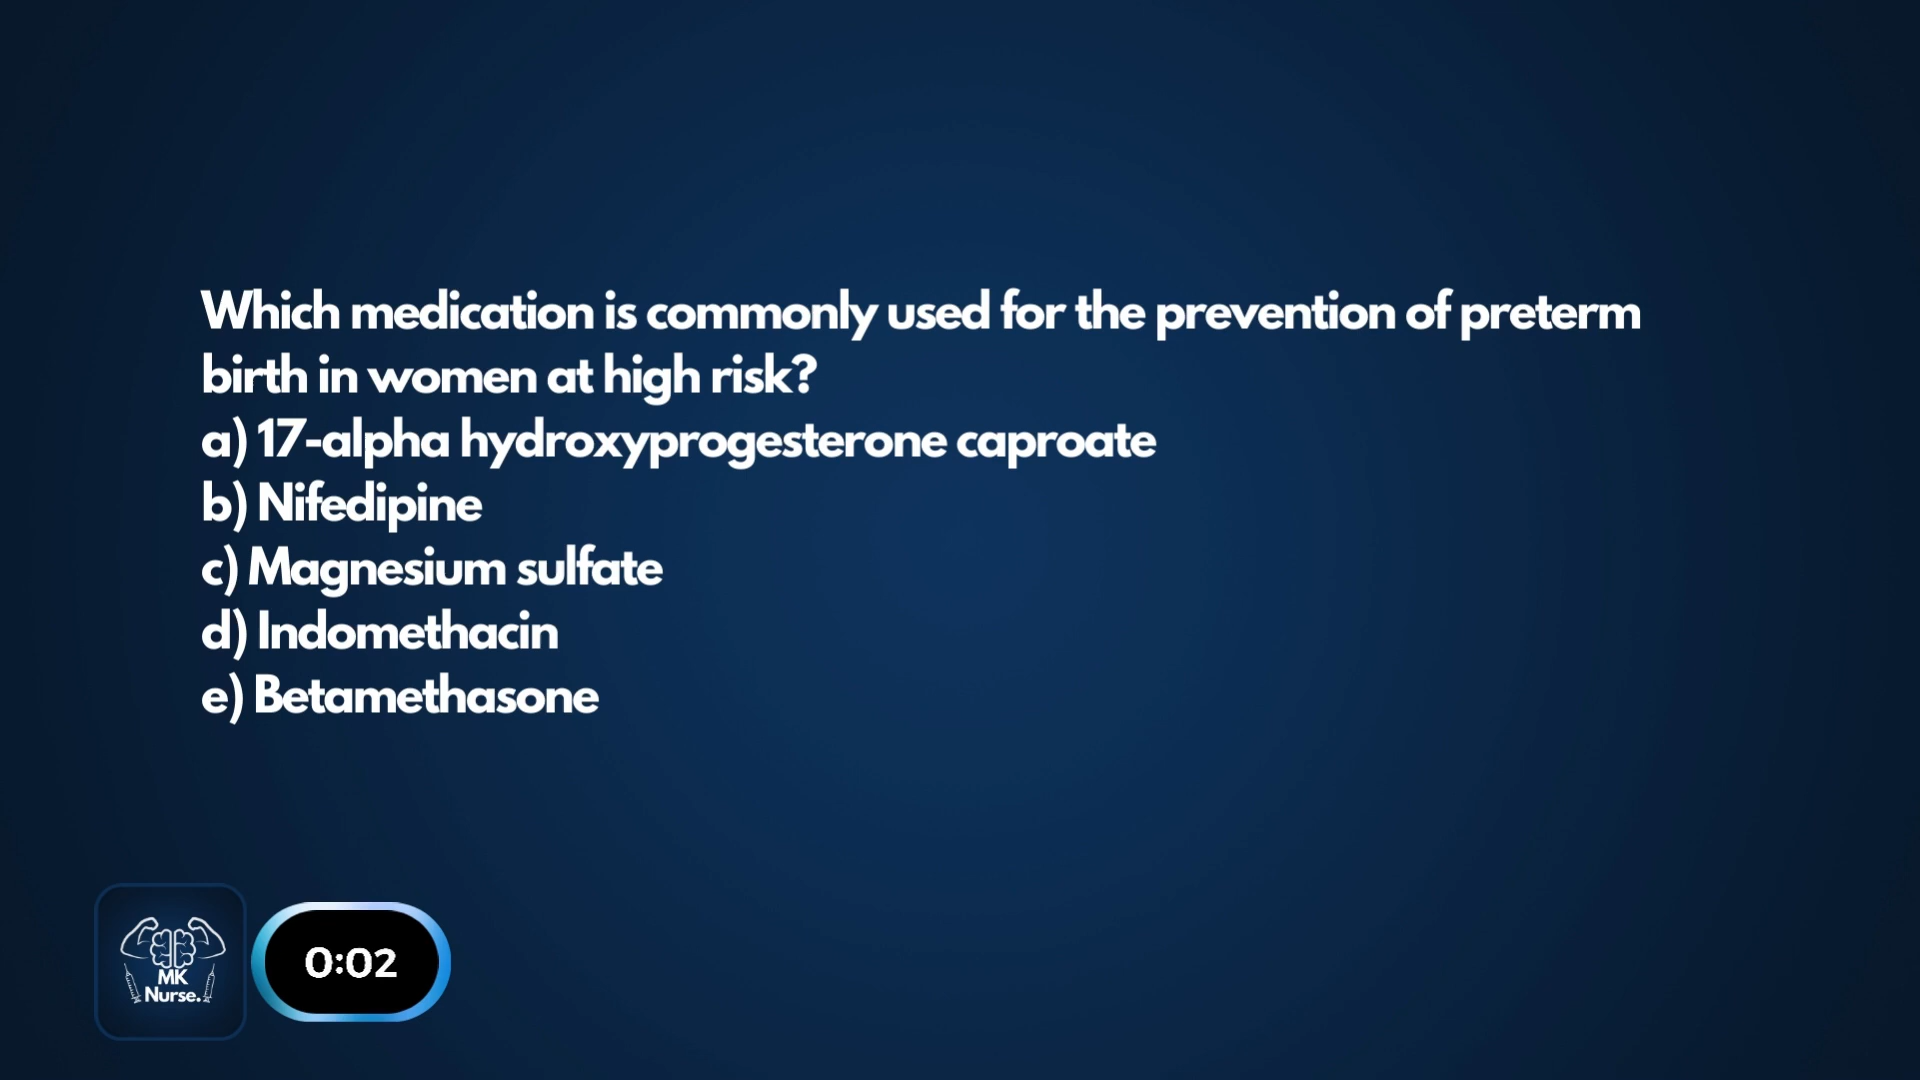 Which medication is commonly used for the prevention of preterm
birth in women at high risk?
a) 17-alpha hydroxyprogesterone caproate
b) Nifedipine
c) Magnesium sulfate
d) Indomethacin
e) Betamethasone
MK
Nurse.
0:02